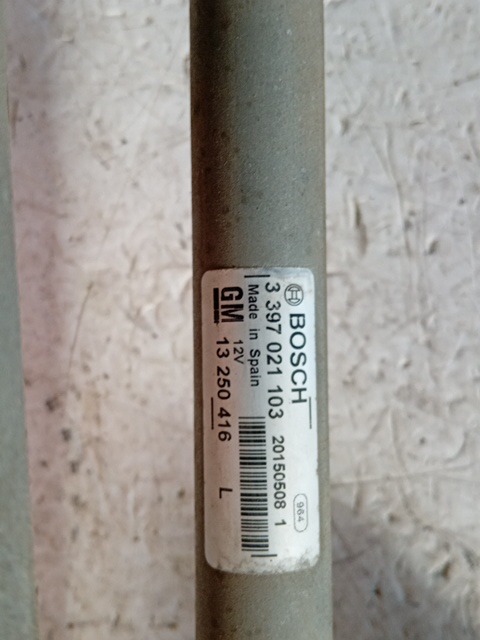 BOSCH
3 397 021 103 20150508 1
964
Made in Spain
GM 12V
13 250 416 L